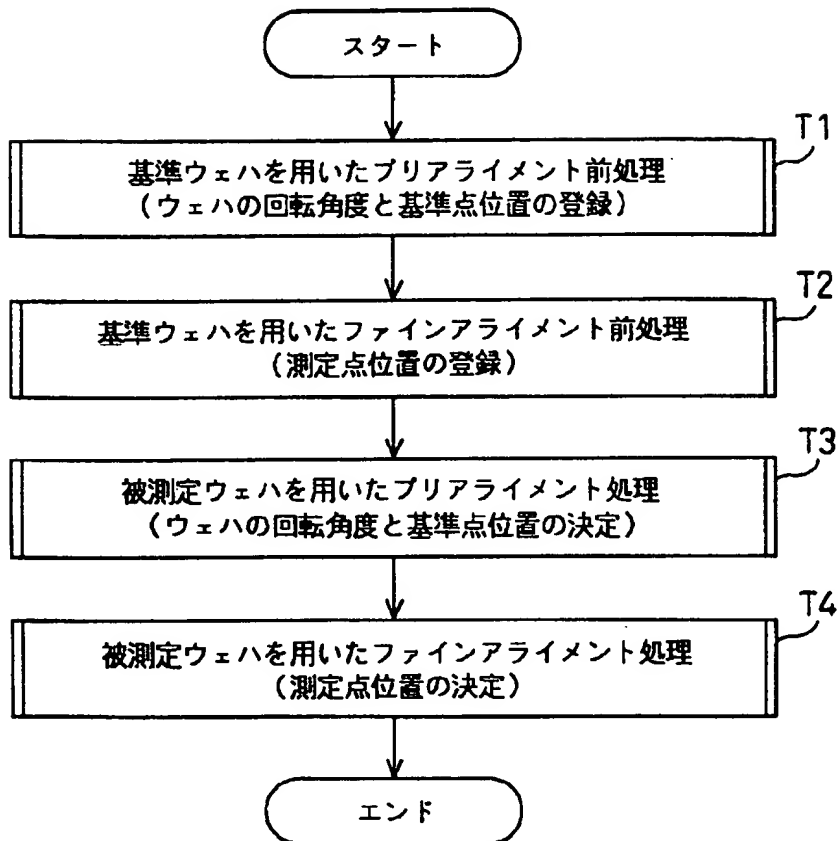 スタート
T1
基準ウェハを用いたプリアライメント前処理
(ウェハの回転角度と基準点位置の登録)
T2
基準ウェハを用いたファインアライメント前処理
(測定点位置の登録)
T3
被測定ウェハを用いたプリアライメント処理
(ウェハの回転角度と基準点位置の決定)
T4
被測定ウェハを用いたファインアライメント処理
(測定点位置の決定)
エンド